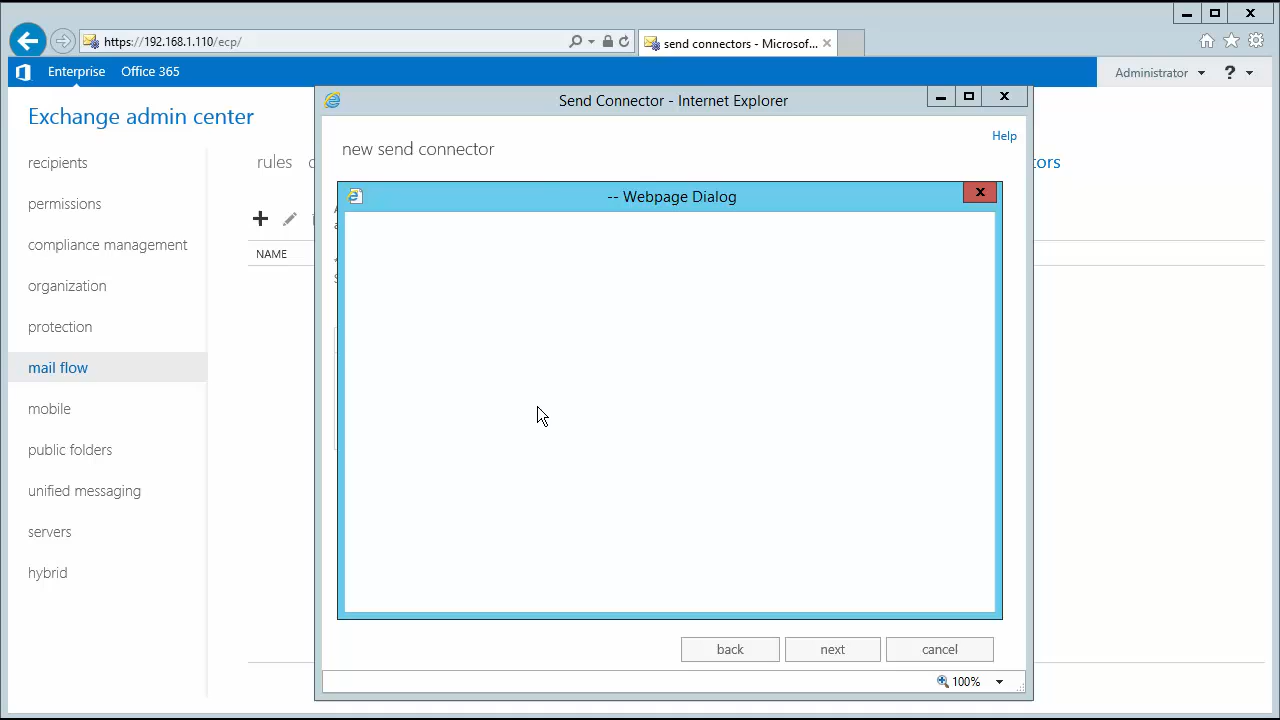 https://192.168.1.110/ecp/
send connectors - Microsof...
Enterprise Office 365
Administrator ?
Send Connector - Internet Explorer
Exchange admin center
Help
new send connector
recipients
permissions
compliance management
organization
protection
mail flow
mobile
public folders
unified messaging
servers
hybrid
rules
ors
NAME
-- Webpage Dialog
back next cancel
100%